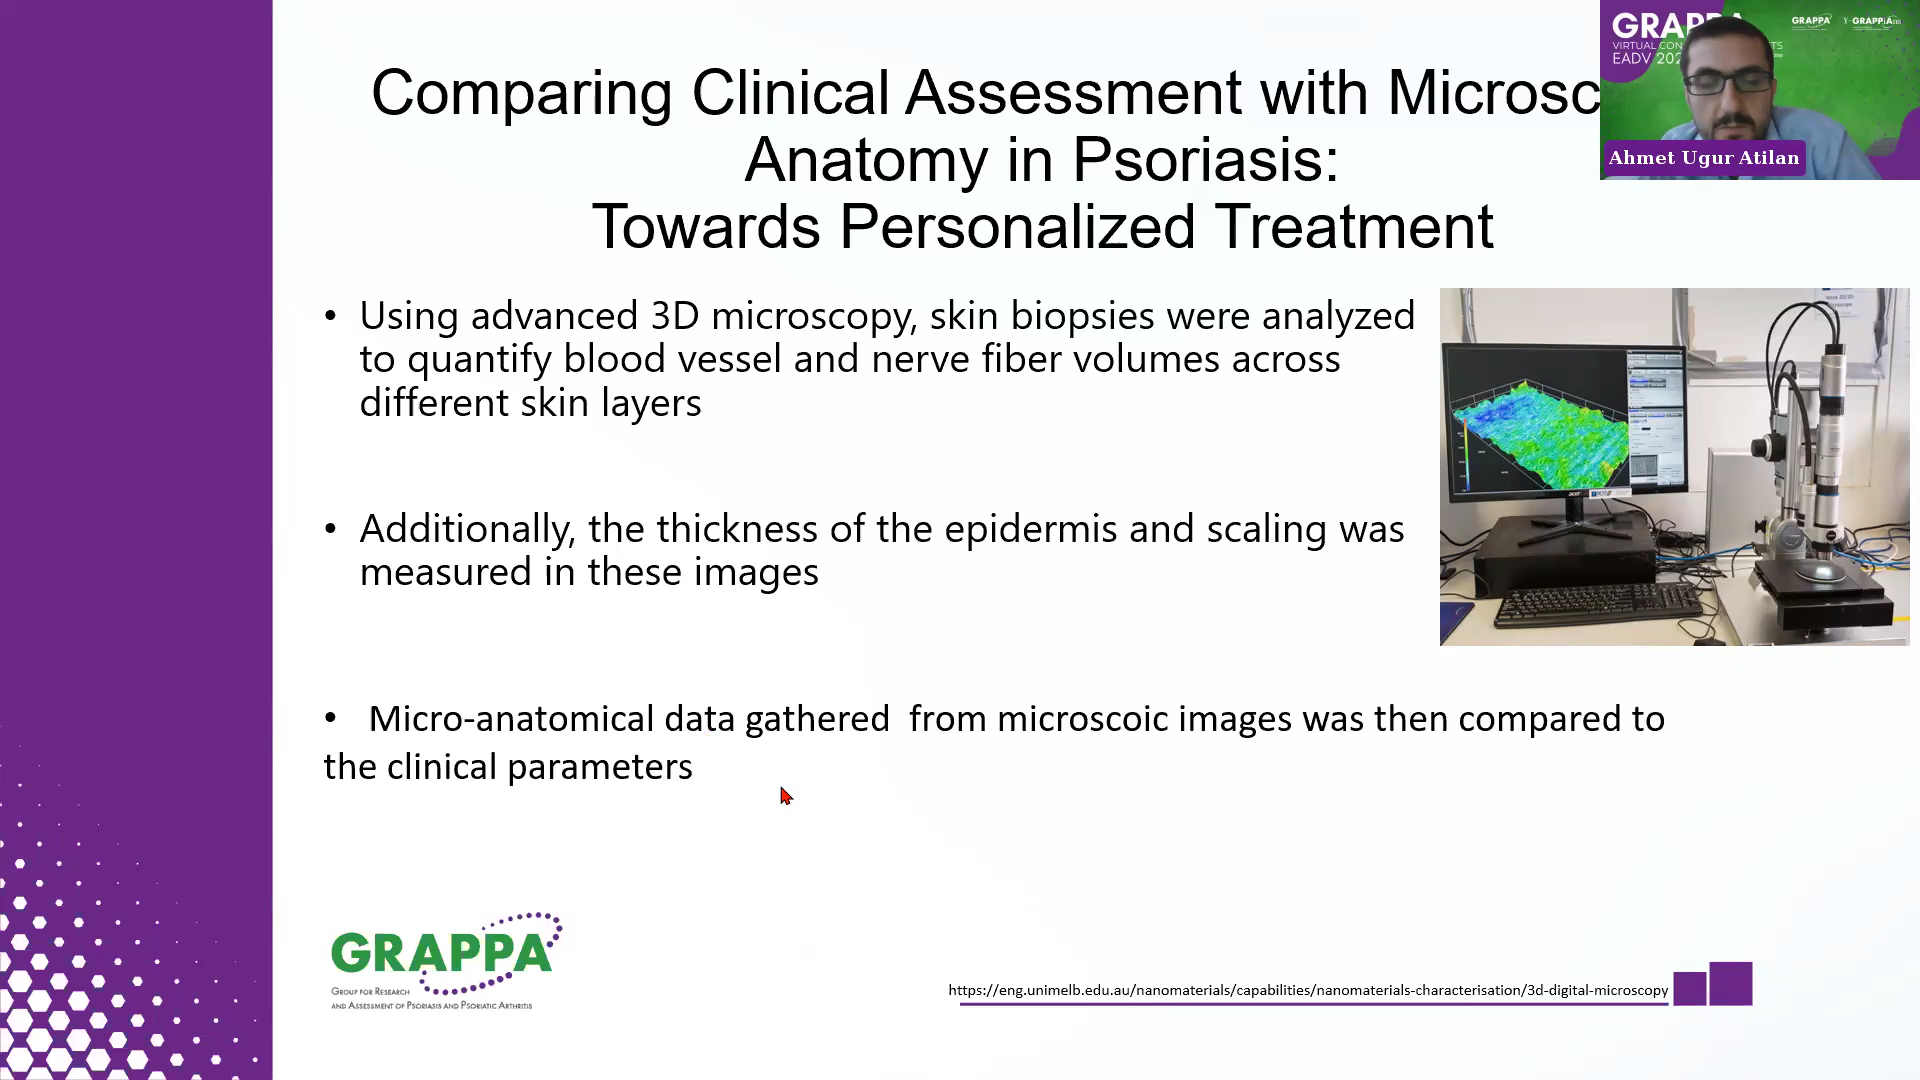 Comparing Clinical Assessment with Microsc
Anatomy in Psoriasis:
Towards Personalized Treatment
GRAPPA
VIRTUAL CON
EADV 202
GRAPPA
Ahmet Ugur Atilan
• Using advanced 3D microscopy, skin biopsies were analyzed
to quantify blood vessel and nerve fiber volumes across
different skin layers
• Additionally, the thickness of the epidermis and scaling was
measured in these images
• Micro-anatomical data gathered from microscoic images was then compared to
the clinical parameters
acer
GRAPPA
GROUP FOR RESEARCH
AND ASSESSMENT OF PSORIASIS AND PSORIATIC ARTHRITIS
https://eng.unimelb.edu.au/nanomaterials/capabilities/nanomaterials-characterisation/3d-digital-microscopy